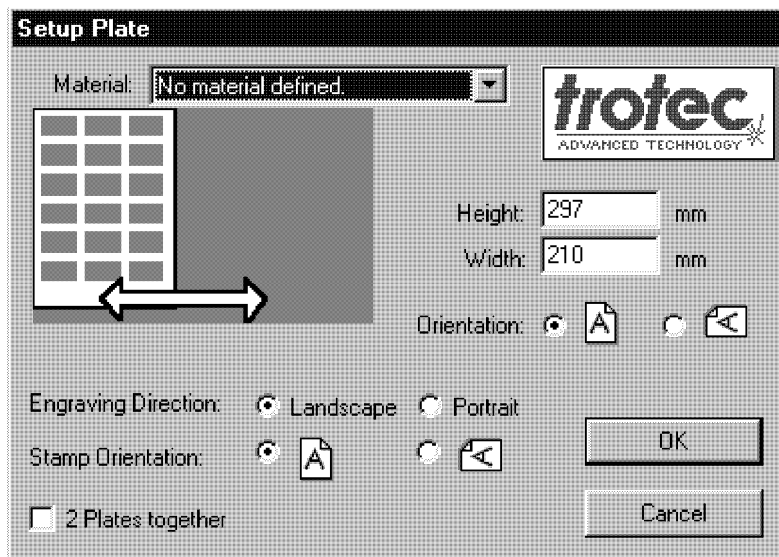 Setup Plate
Material: No material defined.
trotec
ADVANCED TECHNOLOGY
Height: 297 mm
Width: 210 mm
Orientation: A A
Engraving Direction: Landscape Portrait
Stamp Orientation: A A
OK
2 Plates together
Cancel